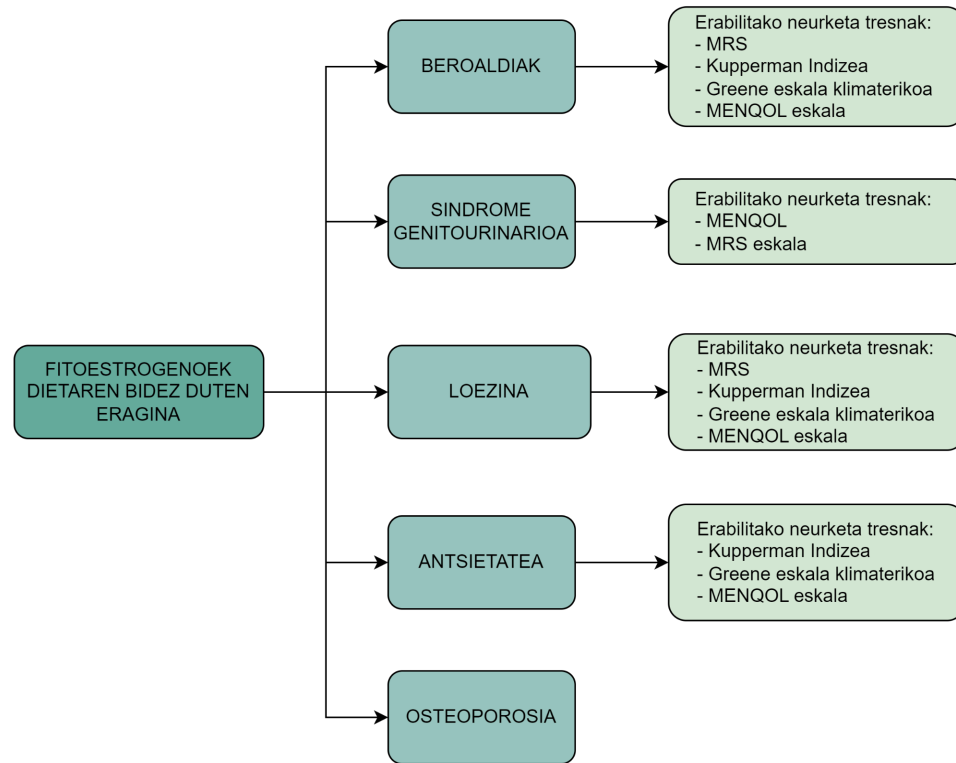 FITOESTROGENOEK
DIETAREN BIDEZ DUTEN
ERAGINA
BEROALDIAK
Erabilitako neurketa tresnak:
- MRS
- Kupperman Indizea
- Greene eskala klimaterikoa
- MENQOL eskala
SINDROME
GENITOURINARIOA
Erabilitako neurketa tresnak:
- MENQOL
- MRS eskala
LOEZINA
Erabilitako neurketa tresnak:
- MRS
- Kupperman Indizea
- Greene eskala klimaterikoa
- MENQOL eskala
ANTSIETATEA
Erabilitako neurketa tresnak:
- Kupperman Indizea
- Greene eskala klimaterikoa
- MENQOL eskala
OSTEOPOROSIA